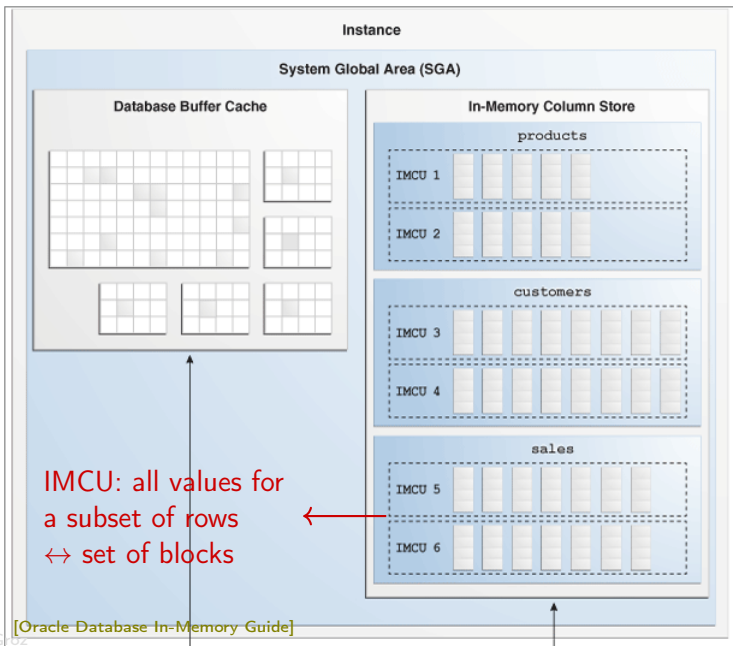 Instance
System Global Area (SGA)
Database Buffer Cache
In-Memory Column Store
products
IMCU 1
IMCU 2
customers
IMCU 3
IMCU 4
sales
IMCU 5
IMCU 6
IMCU: all values for
a subset of rows
↔ set of blocks
[Oracle Database In-Memory Guide]